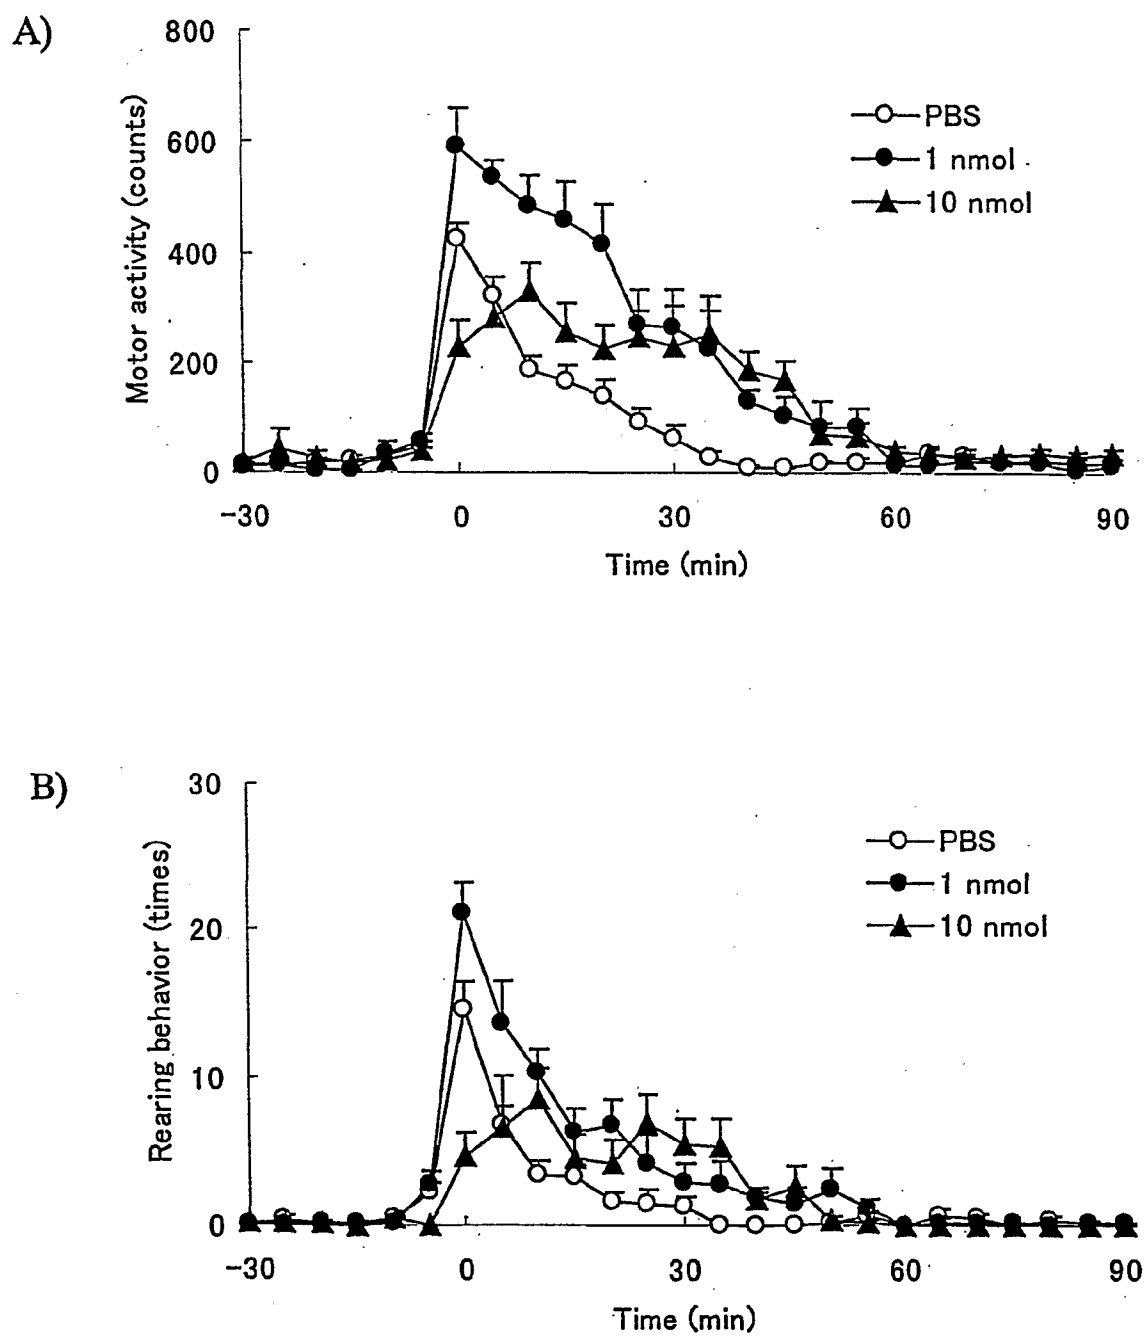 A)
800
600
400
200
0
Motor activity (counts)
PBS
1 nmol
10 nmol
-30 0 30 60 90
Time (min)
B)
30
20
10
0
Rearing behavior (times)
PBS
1 nmol
10 nmol
-30 0 30 60 90
Time (min)